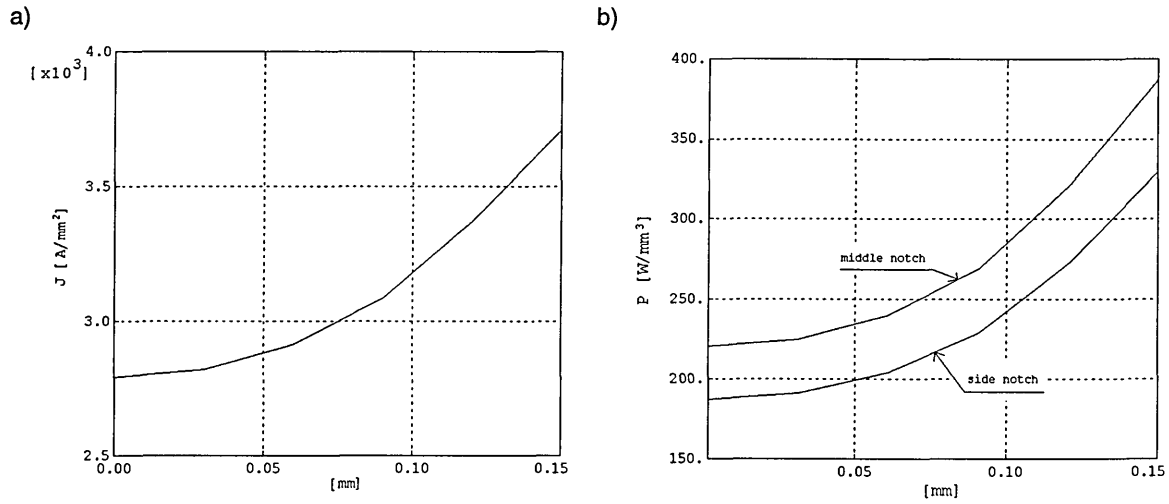 a)
[x10³]
4.0
3.5
3.0
2.5
J [A/mm²]
0.00
0.05
0.10
0.15
[mm]
b)
400.
350.
300.
250.
200.
150.
P [W/mm³]
middle notch
side notch
0.05
0.10
0.15
[mm]